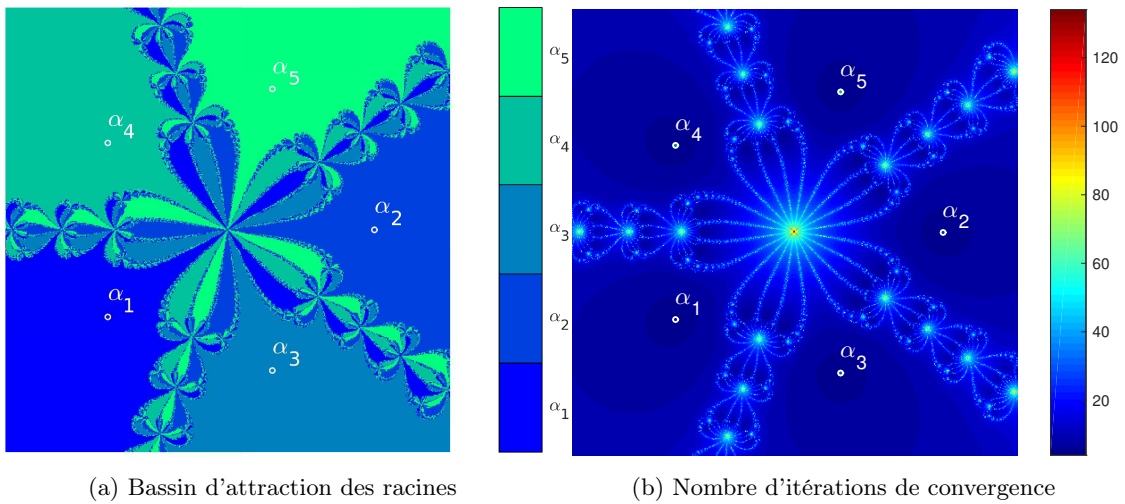 α5
α4
α2
α1
α3
α5
α4
α3
α2
α1
α5
α4
α2
α1
α3
120
100
80
60
40
20
(a) Bassin d'attraction des racines
(b) Nombre d'itérations de convergence